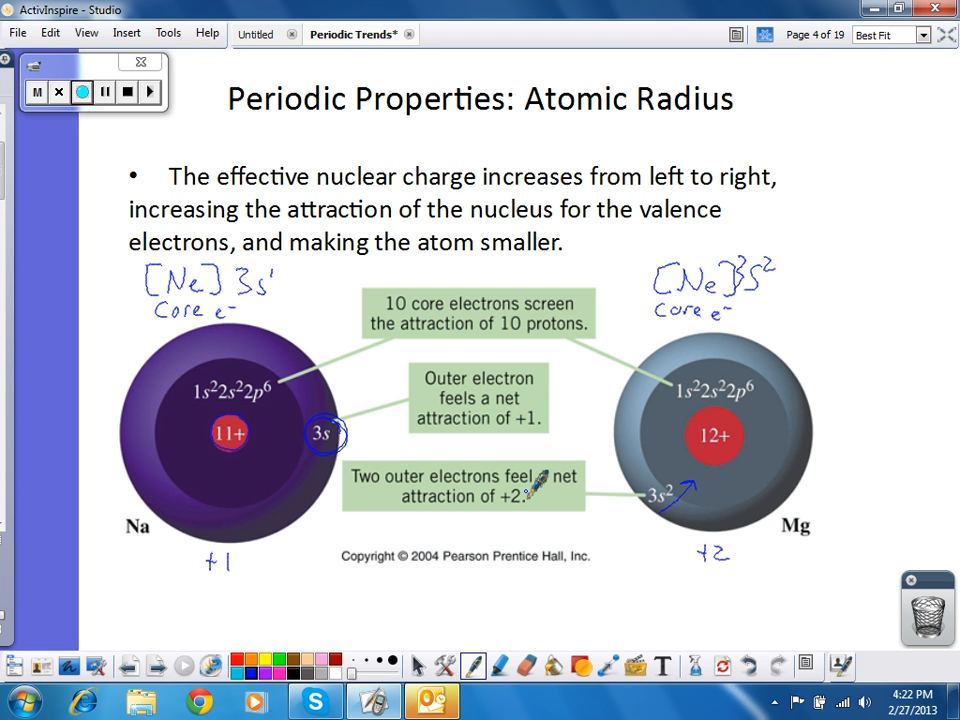 ActivInspire - Studio
File Edit View Insert Tools Help Untitled Periodic Trends* Page 4 of 19 Best Fit
M
Periodic Properties: Atomic Radius
• The effective nuclear charge increases from left to right,
increasing the attraction of the nucleus for the valence
electrons, and making the atom smaller.
[Ne] 3s¹
core e⁻
[Ne] 3s²
core e⁻
10 core electrons screen
the attraction of 10 protons.
1s²2s²2p⁶
11+
3s
Na
+1
Outer electron
feels a net
attraction of +1.
Two outer electrons feel net
attraction of +2.
1s²2s²2p⁶
12+
3s²
Mg
+2
Copyright © 2004 Pearson Prentice Hall, Inc.
T
4:22 PM
2/27/2013